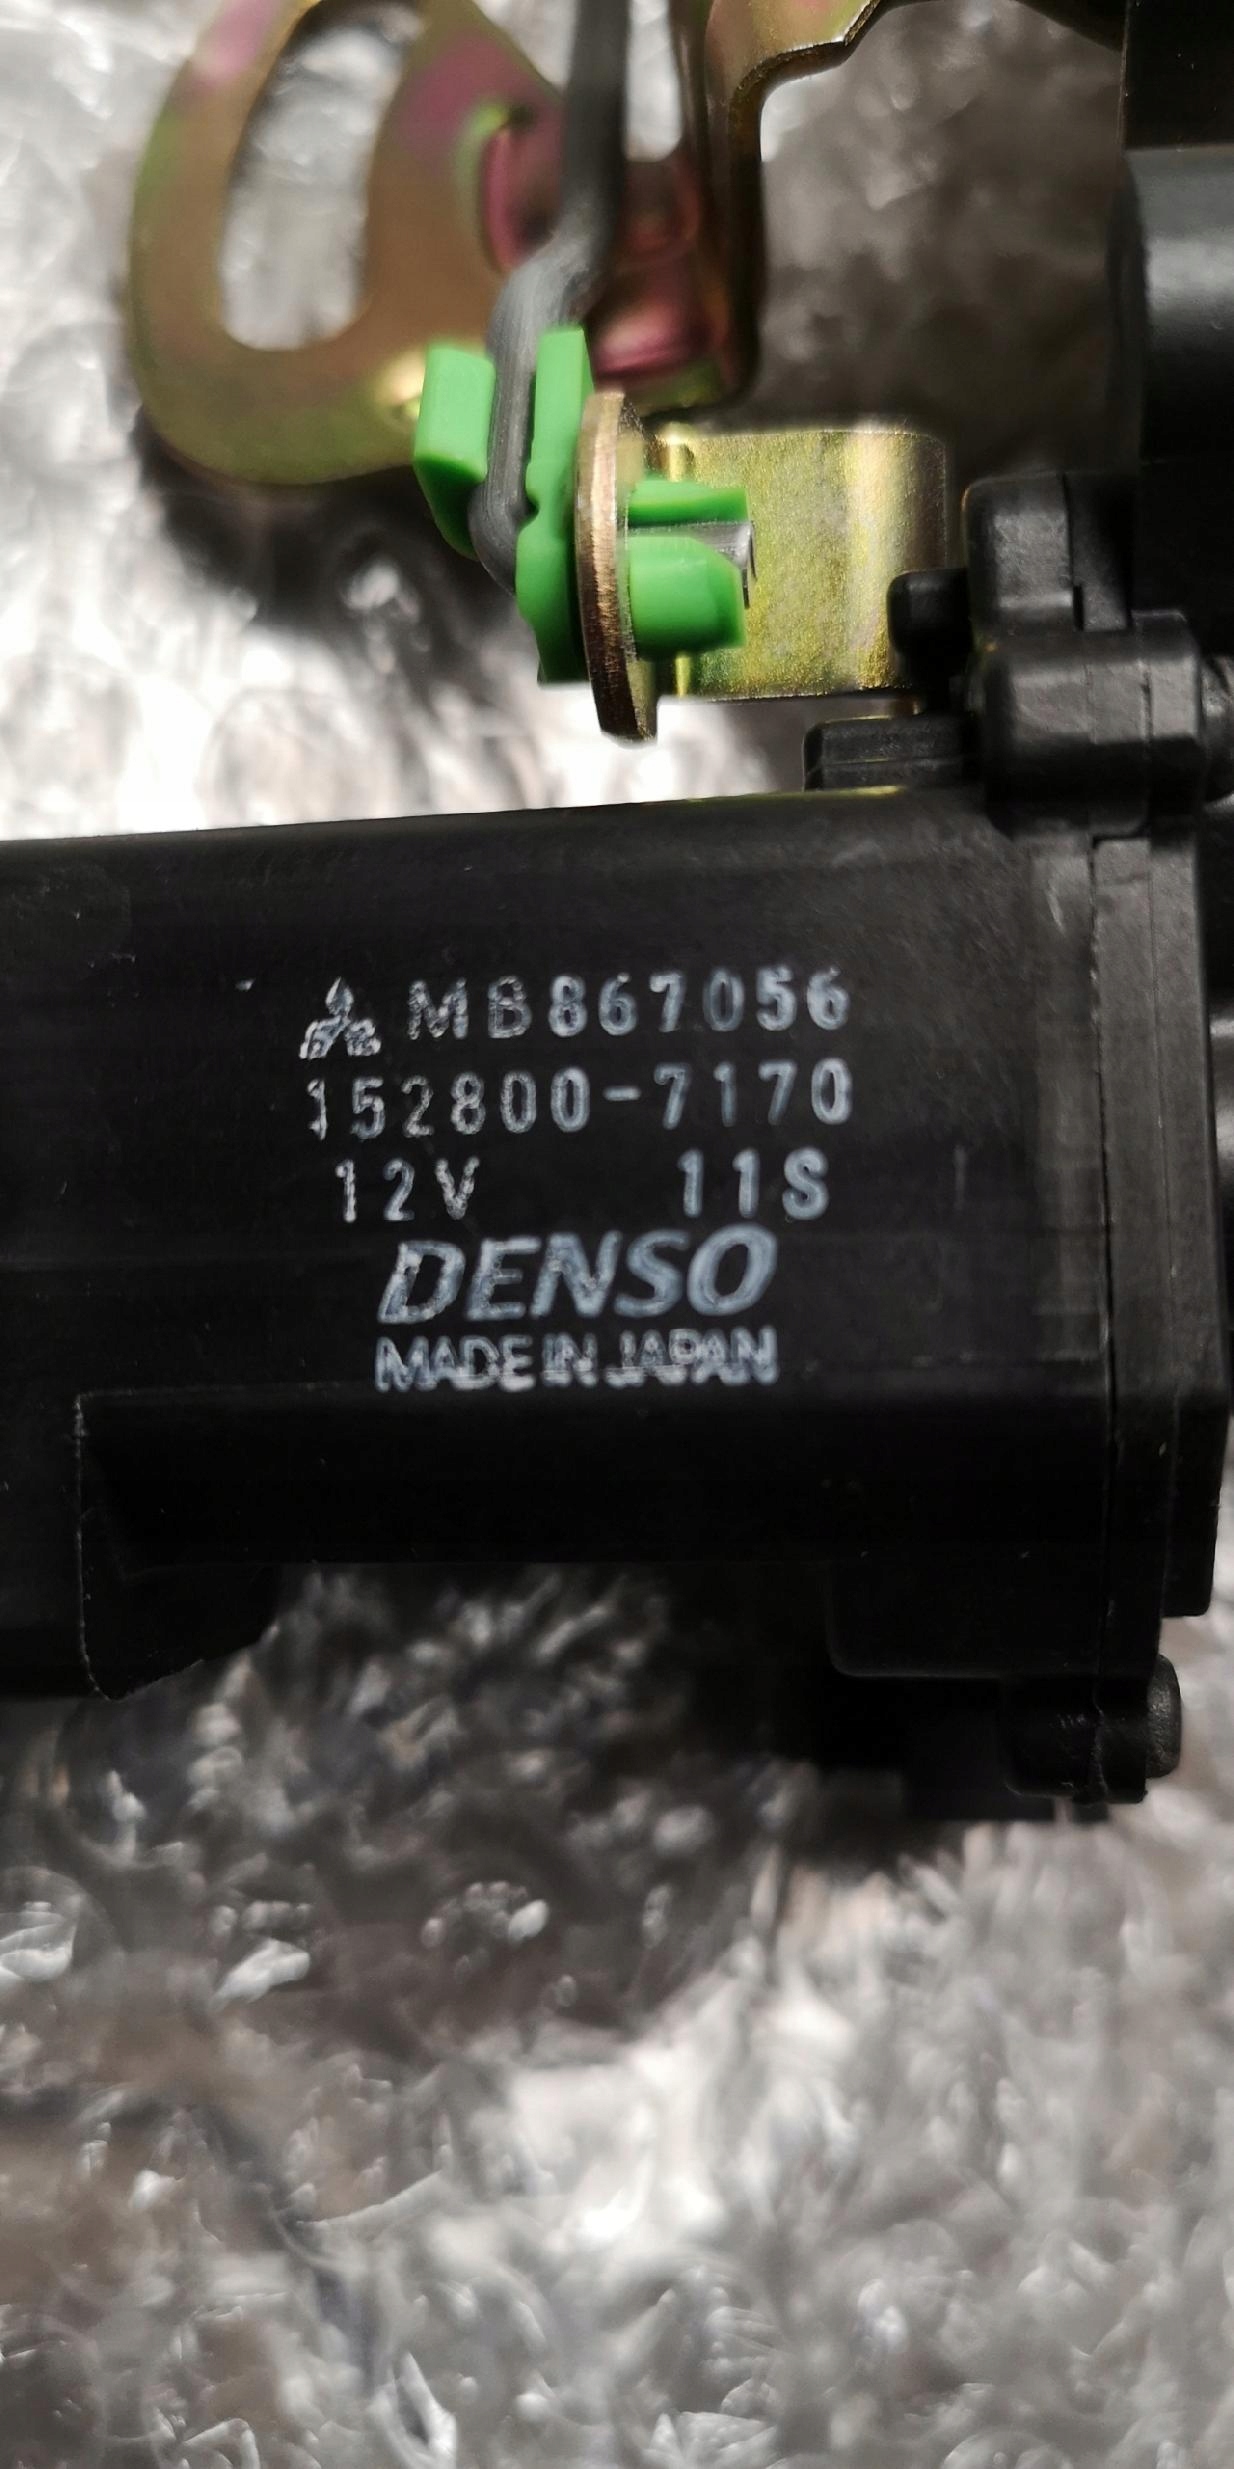 MB867056
152800-7170
12V 11S
DENSO
MADE IN JAPAN